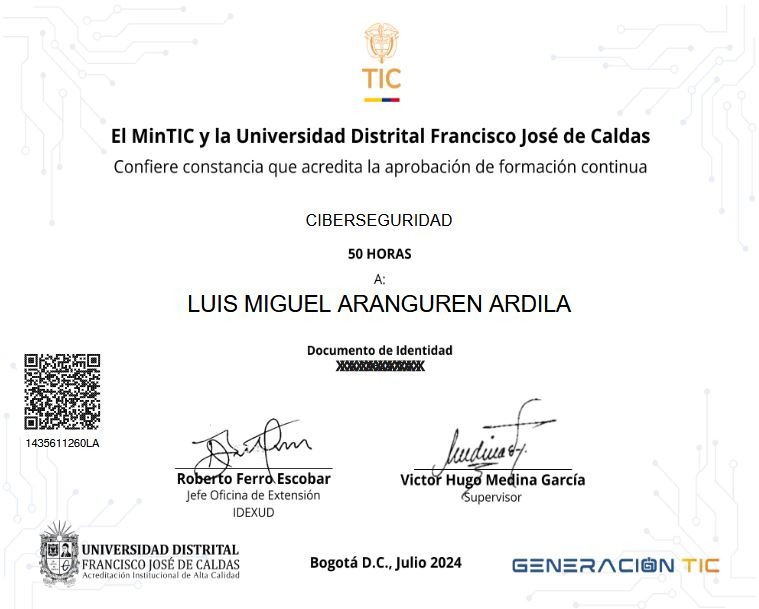 TIC
El MinTIC y la Universidad Distrital Francisco José de Caldas
Confiere constancia que acredita la aprobación de formación continua
CIBERSEGURIDAD
50 HORAS
A:
LUIS MIGUEL ARANGUREN ARDILA
Documento de Identidad
1435611260LA
Roberto Ferro Escobar
Jefe Oficina de Extensión
IDEXUD
Victor Hugo Medina García
Supervisor
UNIVERSIDAD DISTRITAL
FRANCISCO JOSÉ DE CALDAS
Acreditación Institucional de Alta Calidad
Bogotá D.C., Julio 2024
GENERACIÓN TIC